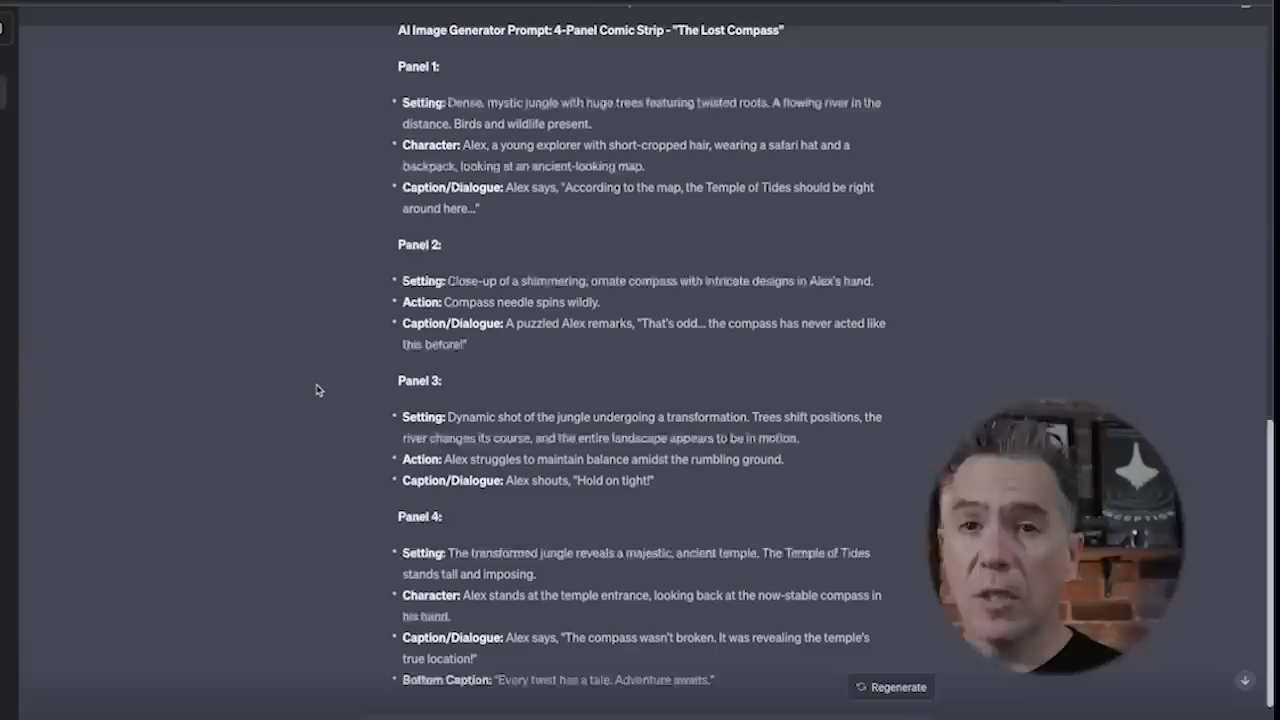 AI Image Generator Prompt: 4-Panel Comic Strip - "The Lost Compass"
Panel 1:
• Setting: Dense, mystic jungle with huge trees featuring twisted roots. A flowing river in the
distance. Birds and wildlife present.
• Character: Alex, a young explorer with short-cropped hair, wearing a safari hat and a
backpack, looking at an ancient-looking map.
• Caption/Dialogue: Alex says, "According to the map, the Temple of Tides should be right
around here..."
Panel 2:
• Setting: Close-up of a shimmering, ornate compass with intricate designs in Alex's hand.
• Action: Compass needle spins wildly.
• Caption/Dialogue: A puzzled Alex remarks, "That's odd... the compass has never acted like
this before!"
Panel 3:
• Setting: Dynamic shot of the jungle undergoing a transformation. Trees shift positions, the
river changes its course, and the entire landscape appears to be in motion.
• Action: Alex struggles to maintain balance amidst the rumbling ground.
• Caption/Dialogue: Alex shouts, "Hold on tight!"
Panel 4:
• Setting: The transformed jungle reveals a majestic, ancient temple. The Temple of Tides
stands tall and imposing.
• Character: Alex stands at the temple entrance, looking back at the now-stable compass in
his hand.
• Caption/Dialogue: Alex says, "The compass wasn't broken. It was revealing the temple's
true location!"
• Bottom Caption: "Every twist has a tale. Adventure awaits."
Regenerate